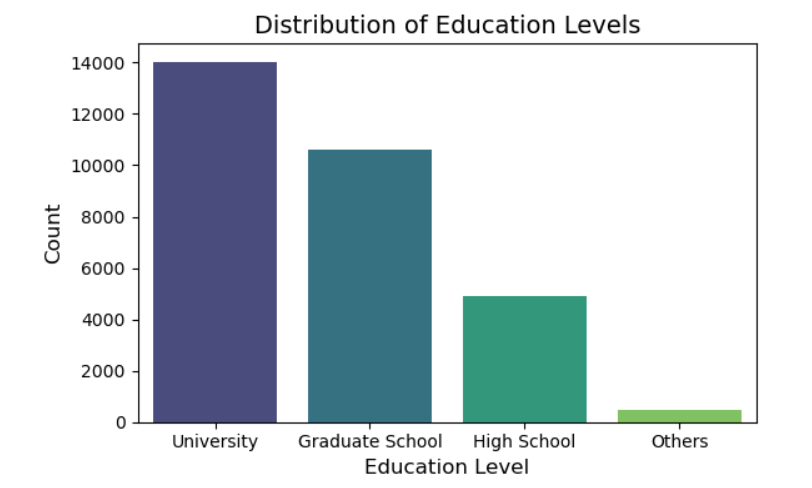 Distribution of Education Levels
Count
14000
12000
10000
8000
6000
4000
2000
0
University
Graduate School
High School
Others
Education Level